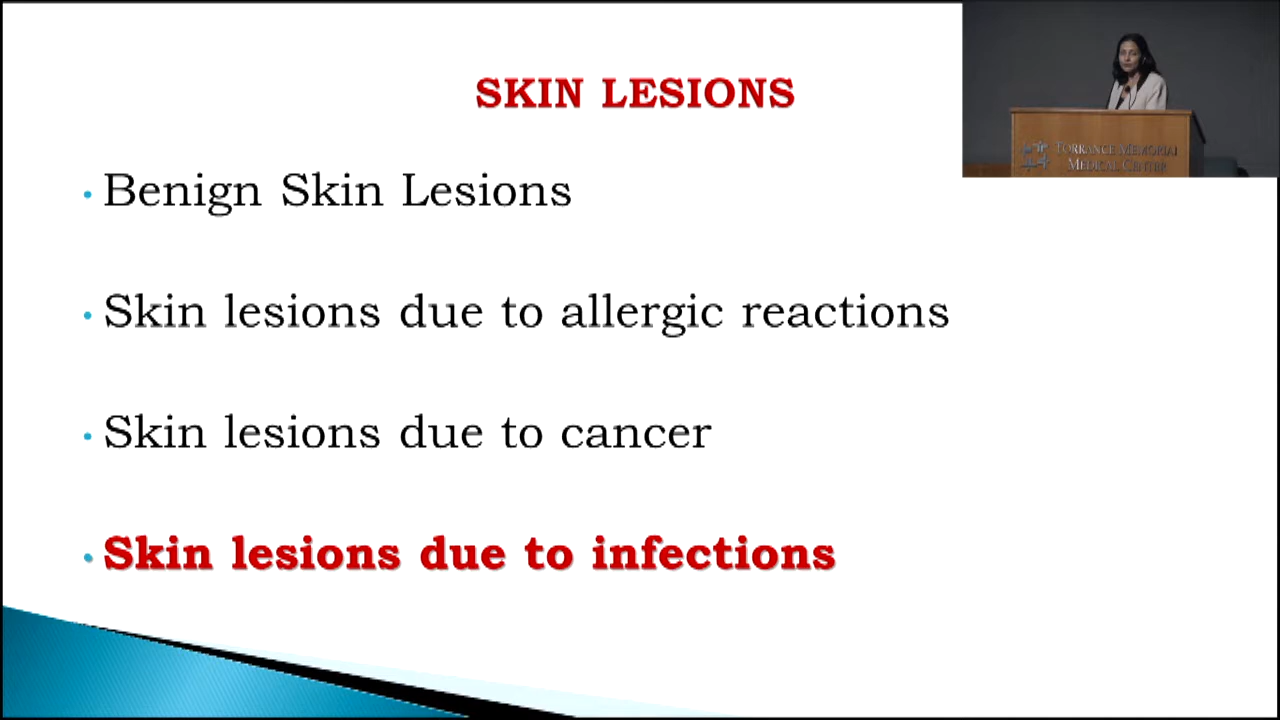 SKIN LESIONS
• Benign Skin Lesions
• Skin lesions due to allergic reactions
• Skin lesions due to cancer
• Skin lesions due to infections
TORRANCE MEMORIAL
MEDICAL CENTER